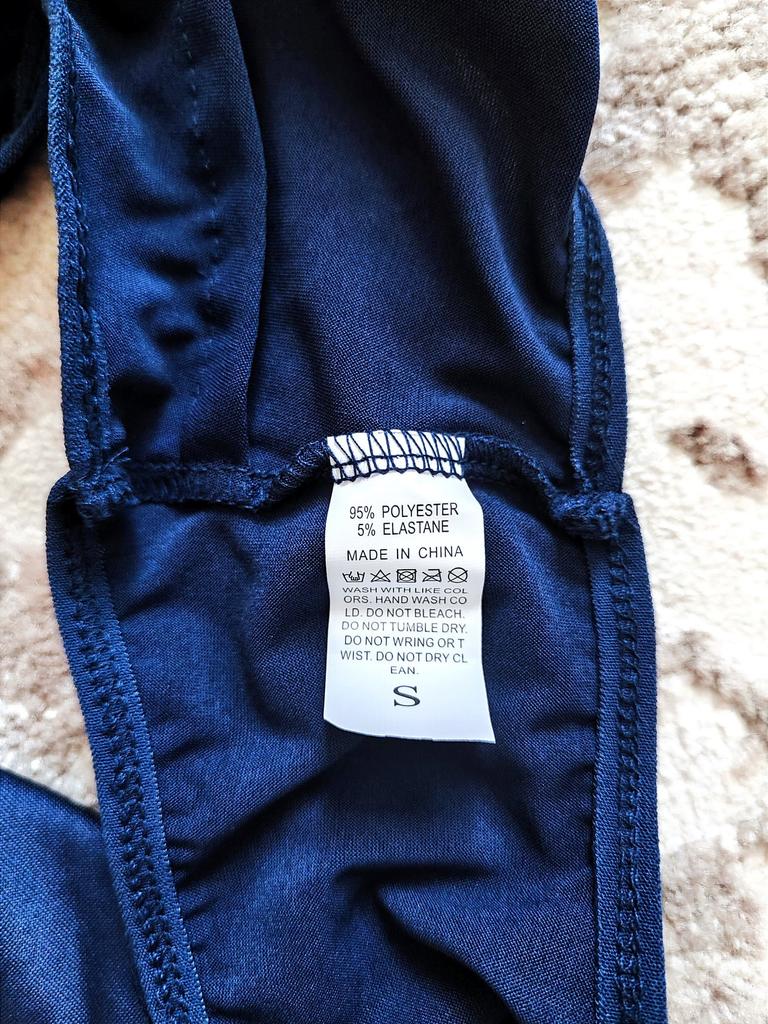 95% POLYESTER
5% ELASTANE
MADE IN CHINA
WASH WITH LIKE COL
ORS. HAND WASH CO
LD. DO NOT BLEACH.
DO NOT TUMBLE DRY.
DO NOT WRING OR T
WIST. DO NOT DRY CL
EAN.
S